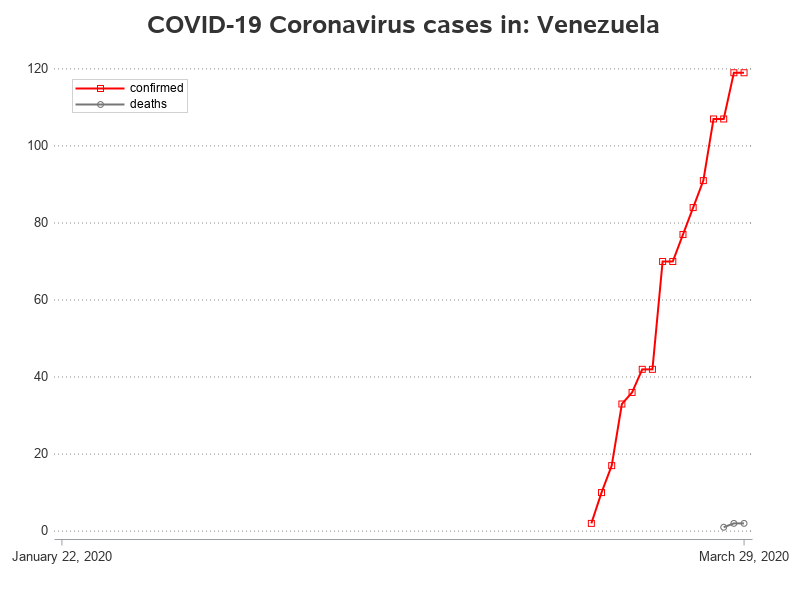 COVID-19 Coronavirus cases in: Venezuela
120
confirmed
deaths
100
80
60
40
20
0
January 22, 2020
March 29, 2020